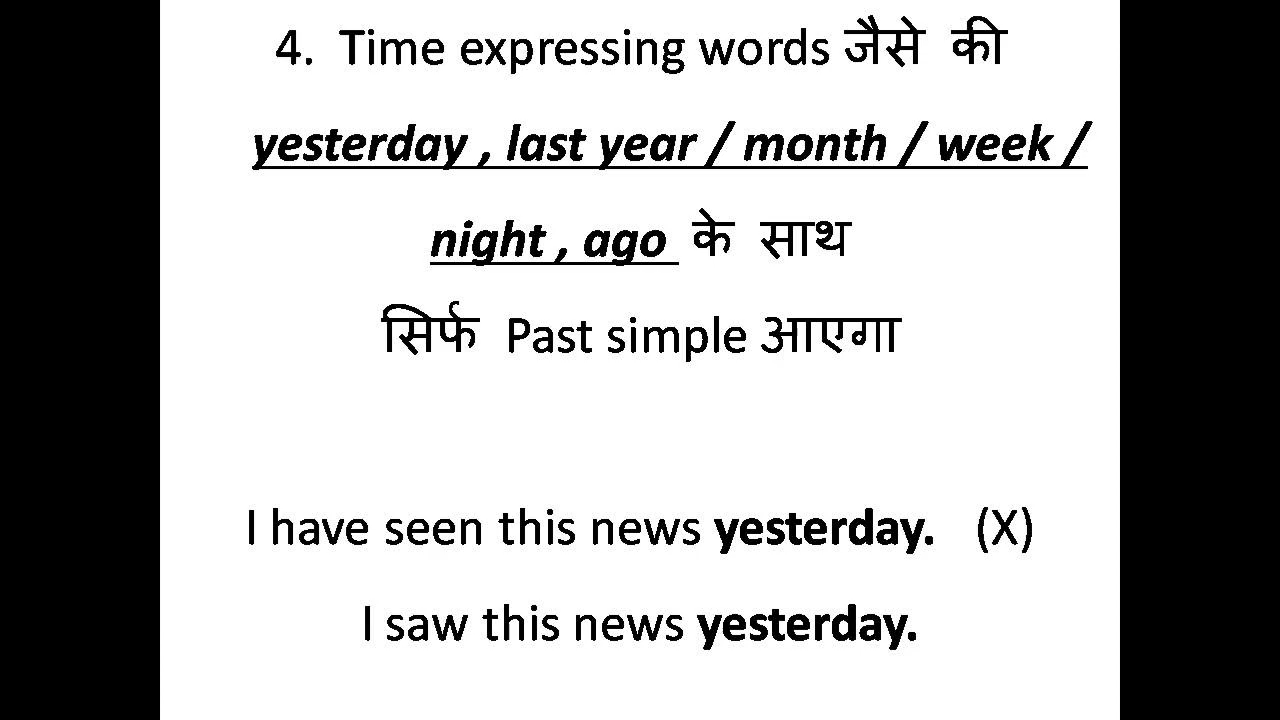 4. Time expressing words जैसे की
yesterday , last year / month / week /
night , ago के साथ
सिर्फ Past simple आएगा
I have seen this news yesterday. (X)
I saw this news yesterday.